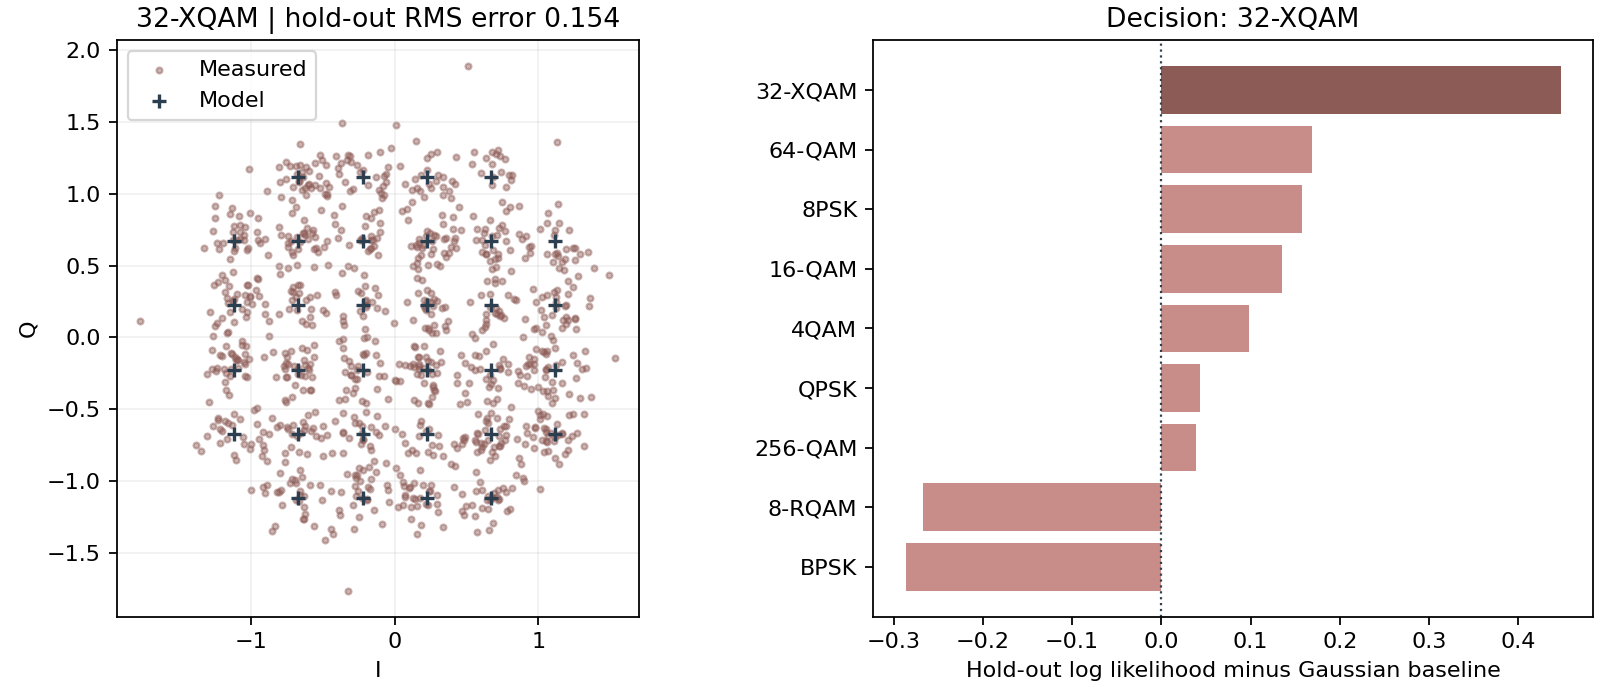 32-XQAM | hold-out RMS error 0.154
Measured
Model
2.0
1.5
1.0
0.5
0.0
−0.5
−1.0
−1.5
Q
−1
0
1
I
Decision: 32-XQAM
32-XQAM
64-QAM
8PSK
16-QAM
4QAM
QPSK
256-QAM
8-RQAM
BPSK
−0.3
−0.2
−0.1
0.0
0.1
0.2
0.3
0.4
Hold-out log likelihood minus Gaussian baseline